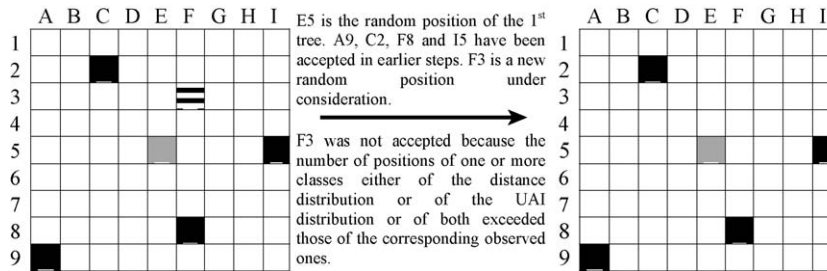 A B C D E F G H I
1
2
3
4
5
6
7
8
9
E5 is the random position of the 1st
tree. A9, C2, F8 and I5 have been
accepted in earlier steps. F3 is a new
random position under
consideration.
F3 was not accepted because the
number of positions of one or more
classes either of the distance
distribution or of the UAI
distribution or of both exceeded
those of the corresponding observed
ones.
A B C D E F G H I
1
2
3
4
5
6
7
8
9